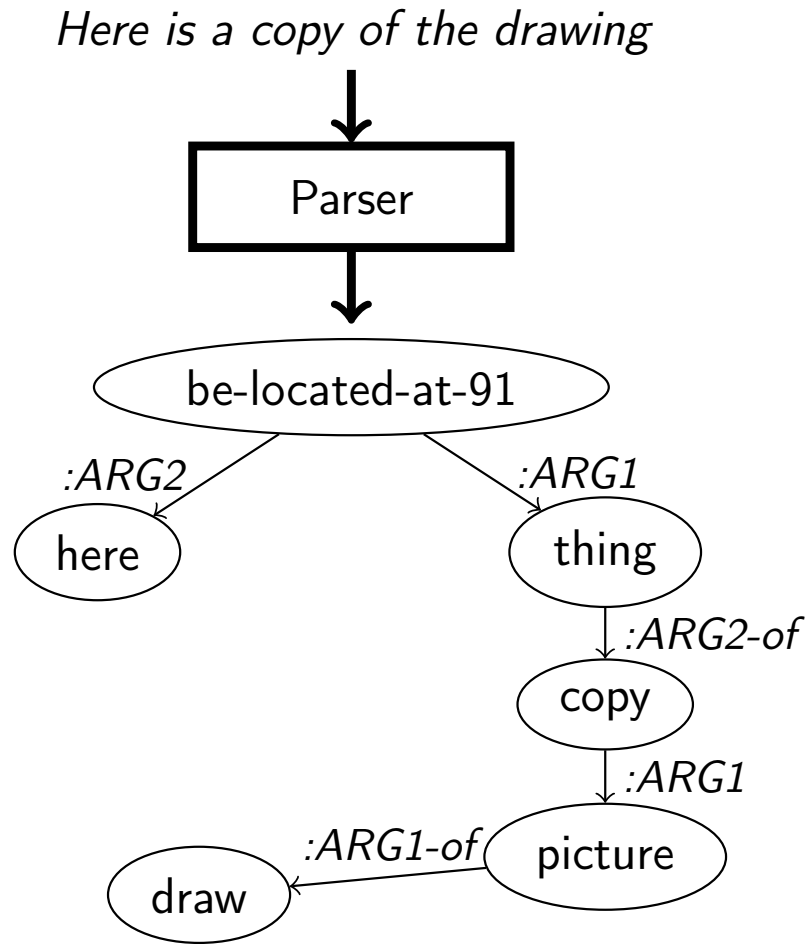 Here is a copy of the drawing
Parser
be-located-at-91
:ARG2
:ARG1
here
thing
:ARG2-of
copy
:ARG1
:ARG1-of
picture
draw